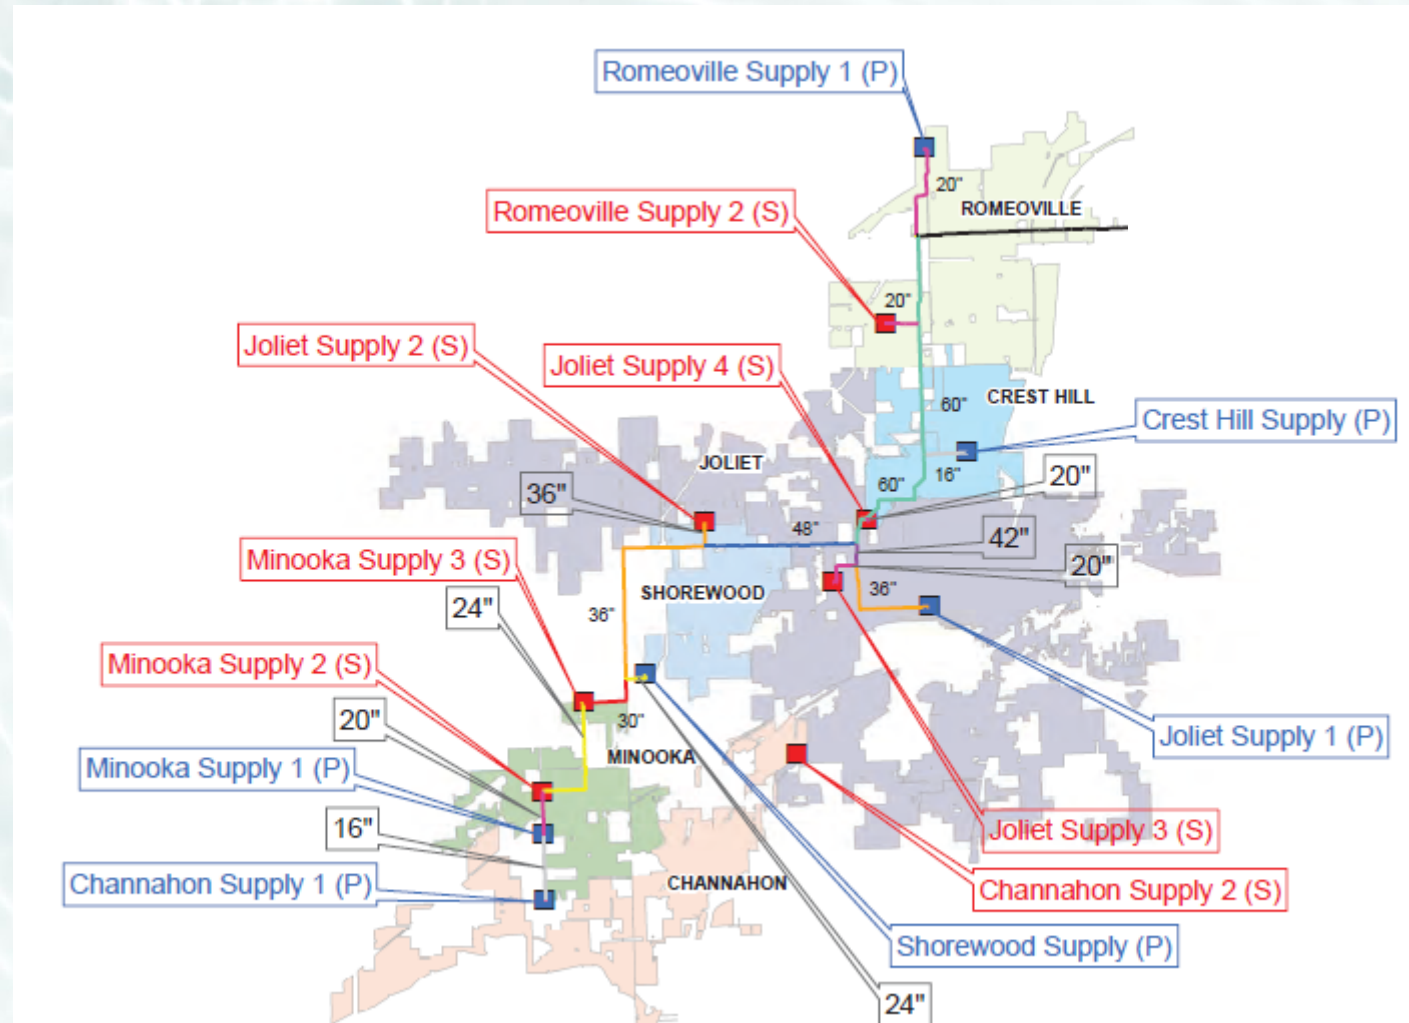 Romeoville Supply 1 (P)
20"
ROMEOVILLE
Romeoville Supply 2 (S)
20"
Joliet Supply 2 (S)
Joliet Supply 4 (S)
60"
CREST HILL
Crest Hill Supply (P)
JOLIET
16"
20"
36"
60"
48"
42"
20"
Minooka Supply 3 (S)
SHOREWOOD
36"
24"
36"
Minooka Supply 2 (S)
20"
30"
Joliet Supply 1 (P)
MINOOKA
Minooka Supply 1 (P)
16"
Joliet Supply 3 (S)
Channahon Supply 1 (P)
CHANNAHON
Channahon Supply 2 (S)
Shorewood Supply (P)
24"